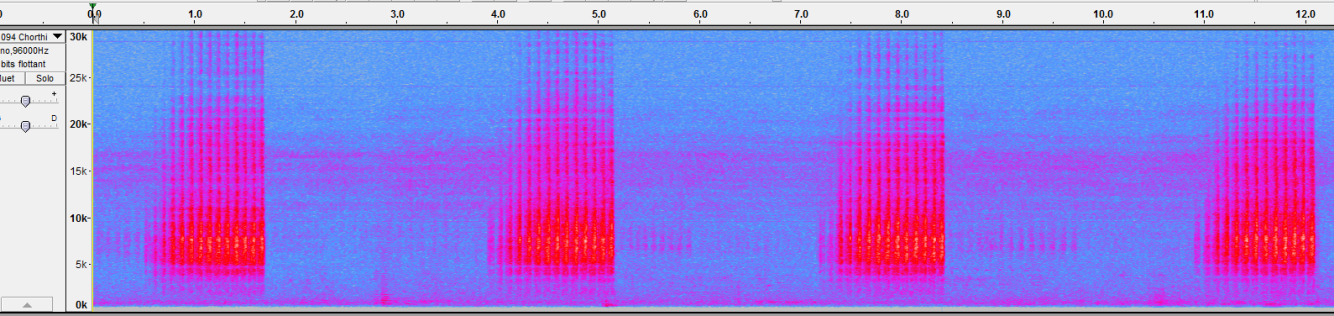 0.0 1.0 2.0 3.0 4.0 5.0 6.0 7.0 8.0 9.0 10.0 11.0 12.0
094 Chorthi
no,96000Hz
bits flottant
uet Solo
- +
D
30k
25k
20k
15k
10k
5k
0k